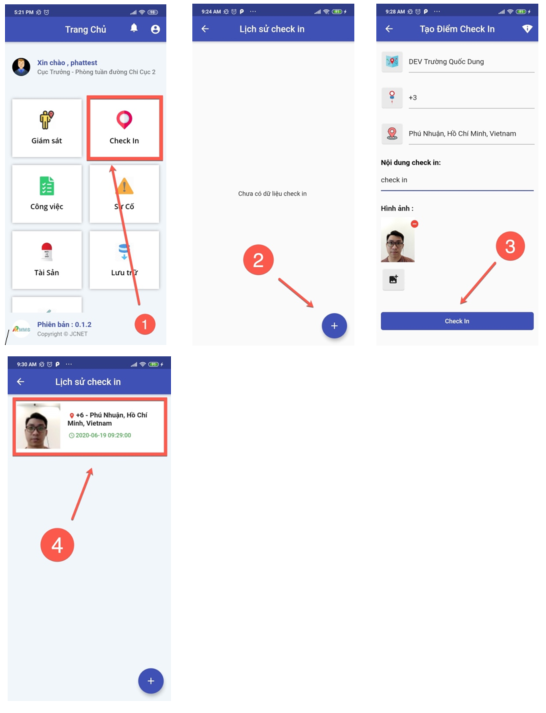 5:21 PM
Trang Chủ
Xin chào , phattest
Cục Trưởng - Phòng tuần đường Chi Cục 2
Giám sát
Check In
Công việc
Sự Cố
Tài Sản
Lưu trữ
1
Phiên bản : 0.1.2
Copyright © JCNET
9:24 AM
Lịch sử check in
Chưa có dữ liệu check in
2
+
9:28 AM
Tạo Điểm Check In
DEV Trường Quốc Dung
+3
Phú Nhuận, Hồ Chí Minh, Vietnam
Nội dung check in:
check in
Hình ảnh :
3
Check In
9:30 AM
Lịch sử check in
+6 - Phú Nhuận, Hồ Chí
Minh, Vietnam
2020-06-19 09:29:00
4
+